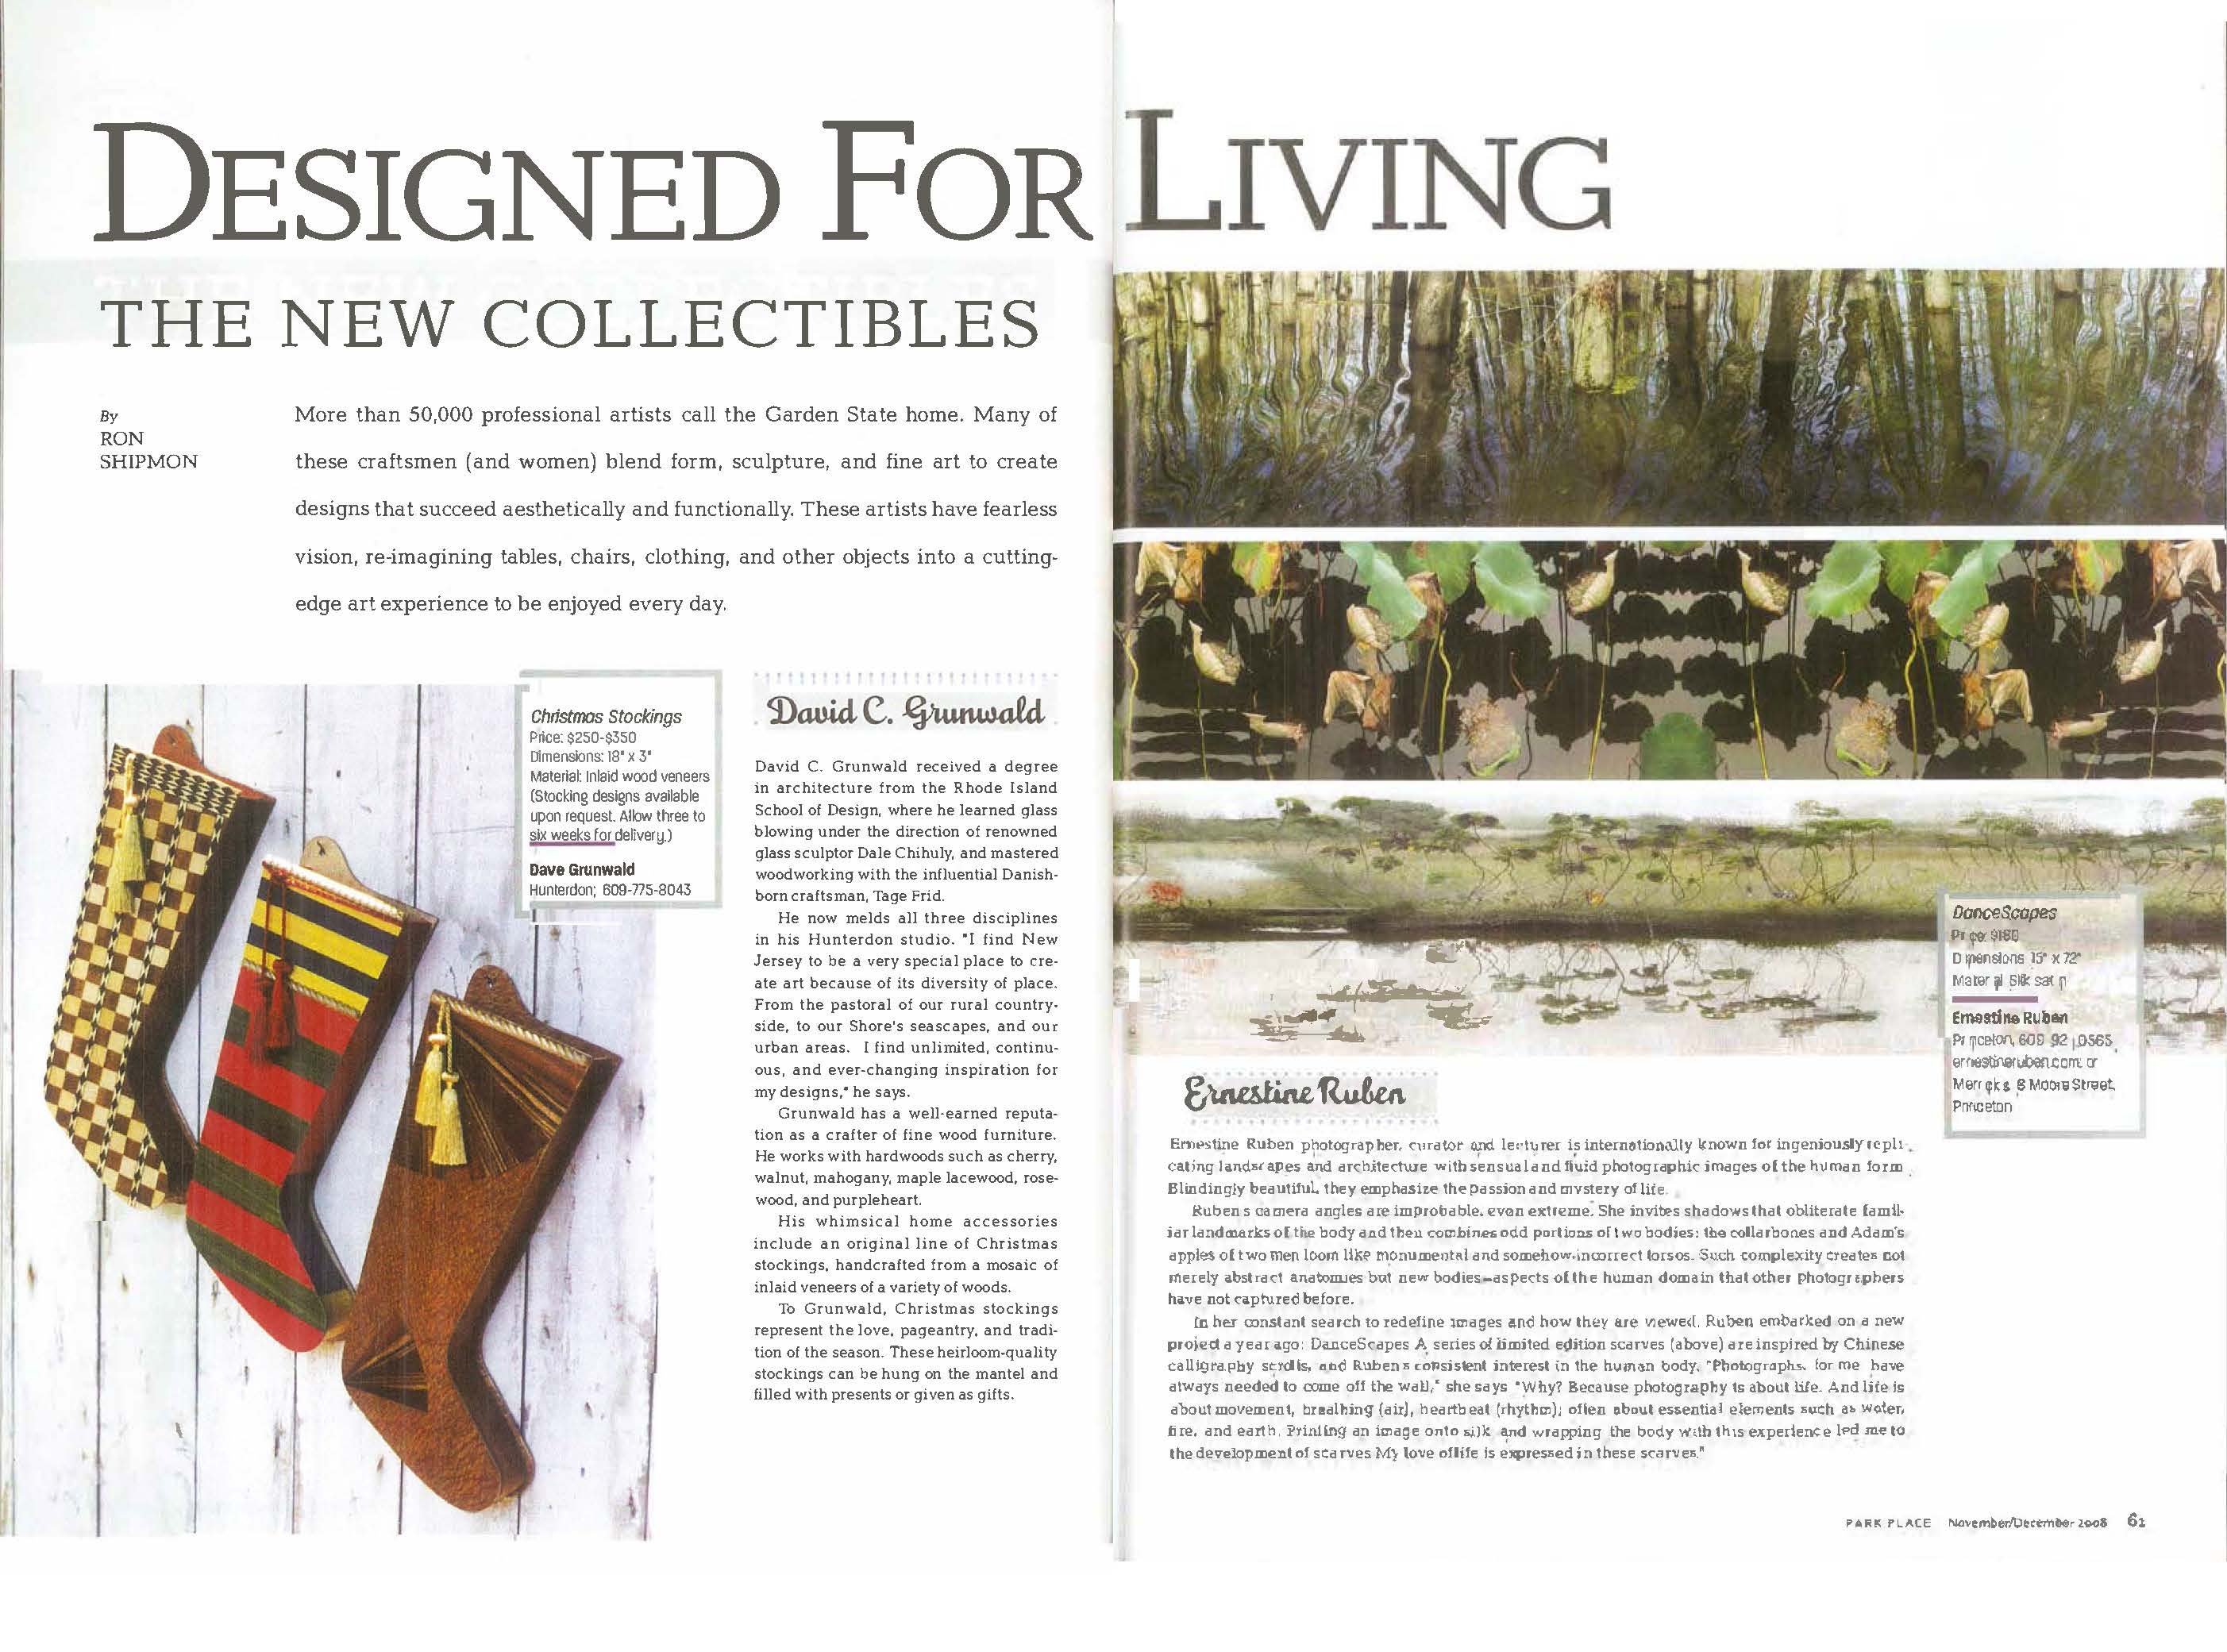 DESIGNED FOR LIVING
THE NEW COLLECTIBLES
By
RON
SHIPMON
More than 50,000 professional artists call the Garden State home. Many of
these craftsmen (and women) blend form, sculpture, and fine art to create
designs that succeed aesthetically and functionally. These artists have fearless
vision, re-imagining tables, chairs, clothing, and other objects into a cutting-
edge art experience to be enjoyed every day.
Christmas Stockings
Price: $250-$350
Dimensions: 18" x 3"
Material: Inlaid wood veneers
(Stocking designs available
upon request. Allow three to
six weeks for delivery.)
Dave Grunwald
Hunterdon; 609-775-8043
David C. Grunwald
David C. Grunwald received a degree
in architecture from the Rhode Island
School of Design, where he learned glass
blowing under the direction of renowned
glass sculptor Dale Chihuly, and mastered
woodworking with the influential Danish-
born craftsman, Tage Frid.
He now melds all three disciplines
in his Hunterdon studio. "I find New
Jersey to be a very special place to cre-
ate art because of its diversity of place.
From the pastoral of our rural country-
side, to our Shore's seascapes, and our
urban areas. I find unlimited, continu-
ous, and ever-changing inspiration for
my designs," he says.
Grunwald has a well-earned reputa-
tion as a crafter of fine wood furniture.
He works with hardwoods such as cherry,
walnut, mahogany, maple lacewood, rose-
wood, and purpleheart.
His whimsical home accessories
include an original line of Christmas
stockings, handcrafted from a mosaic of
inlaid veneers of a variety of woods.
To Grunwald, Christmas stockings
represent the love, pageantry, and tradi-
tion of the season. These heirloom-quality
stockings can be hung on the mantel and
filled with presents or given as gifts.
DanceScapes
Price: $180
Dimensions 15" x 72"
Material Silk satin
Ernestine Ruben
Princeton, 609
ernestineruben.com: or
Merricks 8 Moore Street,
Princeton
Ernestine Ruben
Ernestine Ruben photographer, curator and lecturer is internationally known for ingeniously repli-
cating landscapes and architecture with sensual and fluid photographic images of the human form.
Blindingly beautiful, they emphasize the passion and mystery of life.
Rubens camera angles are improbable, even extreme. She invites shadows that obliterate famil-
iar landmarks of the body and then combines odd portions of two bodies: the collarbones and Adam's
apples of two men loom like monumental and somehow-incorrect torsos. Such complexity creates not
merely abstract anatomies but new bodies—aspects of the human domain that other photographers
have not captured before.
In her constant search to redefine images and how they are viewed, Ruben embarked on a new
project a year ago: DanceScapes A series of limited edition scarves (above) are inspired by Chinese
calligraphy scrolls, and Rubens consistent interest in the human body. "Photographs, for me have
always needed to come off the wall," she says "Why? Because photography is about life. And life is
about movement, breathing (air), heartbeat (rhythm); often about essential elements such as water,
fire, and earth. Printing an image onto silk and wrapping the body with this experience led me to
the development of scarves My love of life is expressed in these scarves."
PARK PLACE November/December 2008 61